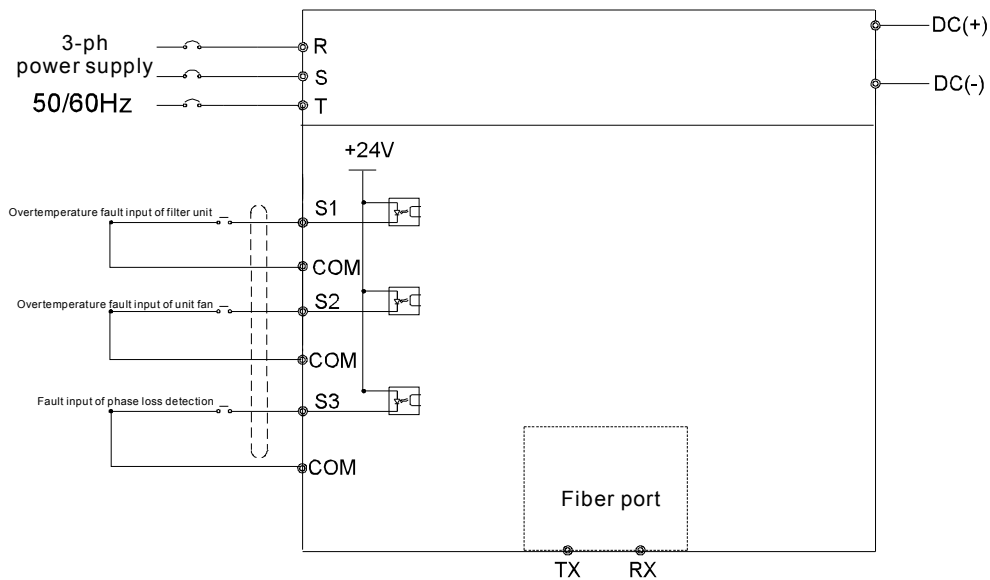 3-ph
power supply
50/60Hz
R
S
T
DC(+)
DC(-)
+24V
Overtemperature fault input of filter unit
S1
COM
Overtemperature fault input of unit fan
S2
COM
Fault input of phase loss detection
S3
COM
Fiber port
TX
RX